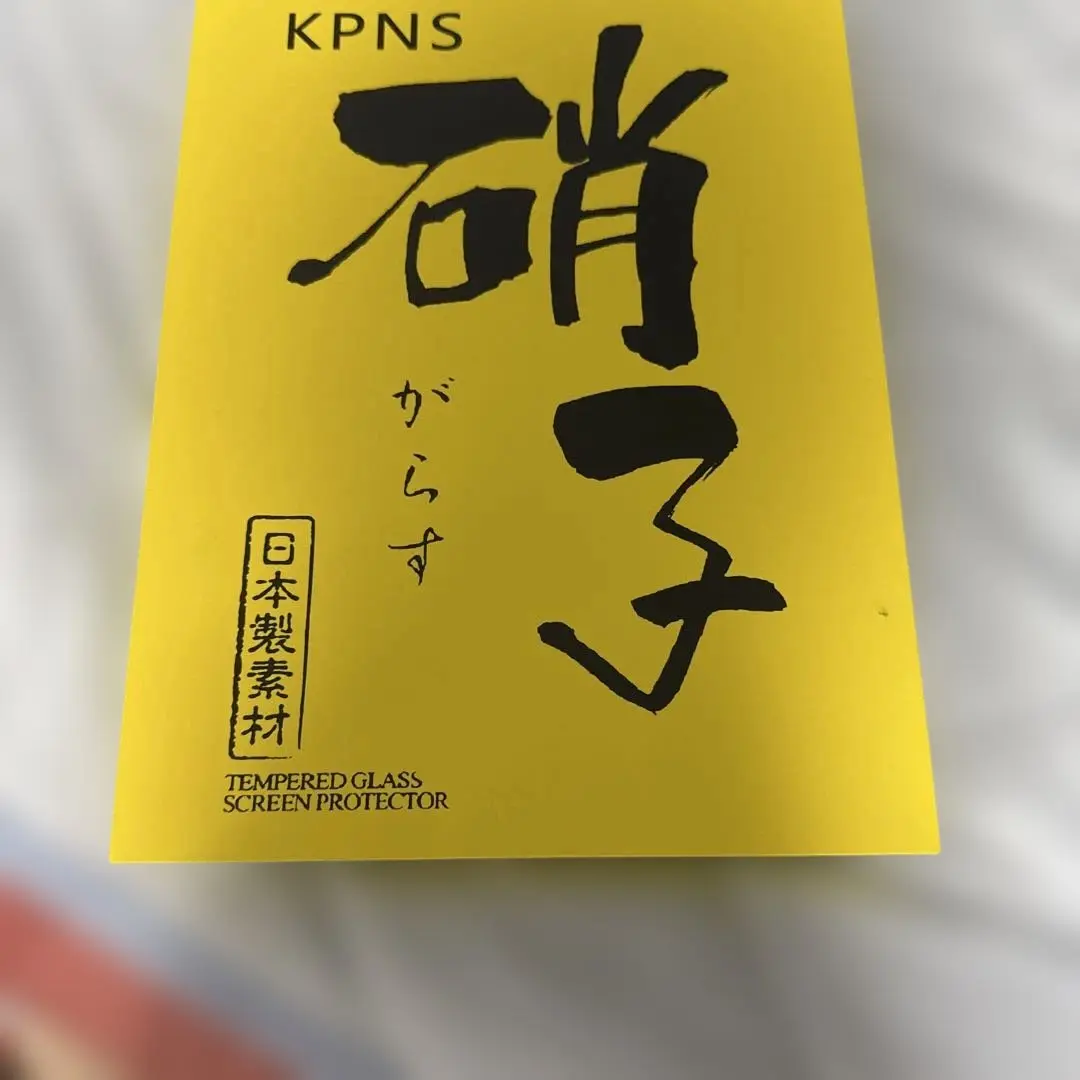 KPNS
硝子
がらす
日本製素材
TEMPERED GLASS
SCREEN PROTECTOR